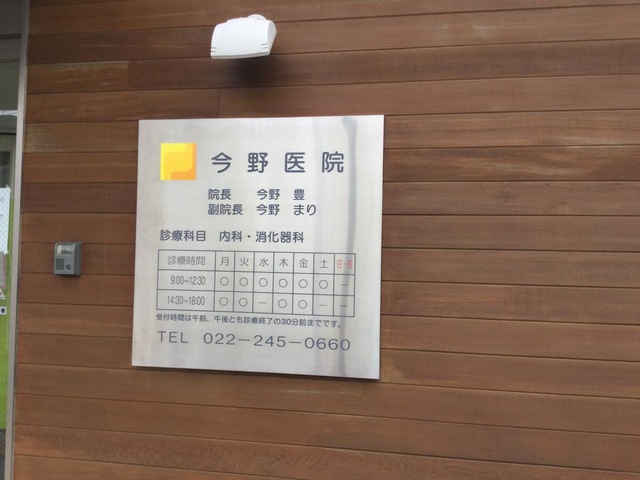 今野医院
院長 今野 豊
副院長 今野 まり
診療科目 内科・消化器科
診療時間 月 火 水 木 金 土 日・祝
9:00~12:30 ○ ○ ○ ○ ○ ○ —
14:30~18:00 ○ ○ — ○ ○ — —
受付時間は午前、午後とも診療終了の30分前までです。
TEL 022-245-0660